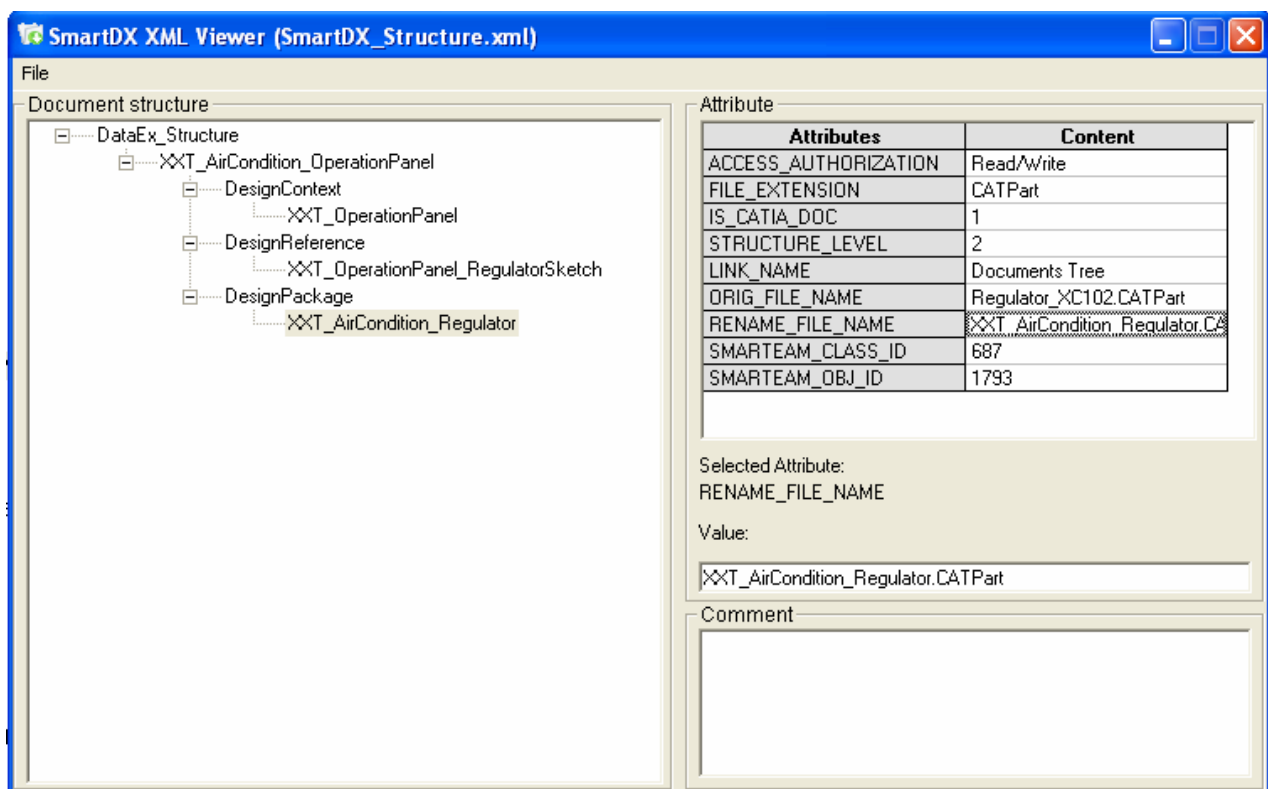 SmartDX XML Viewer (SmartDX_Structure.xml)
File
Document structure
DataEx_Structure
XXT_AirCondition_OperationPanel
DesignContext
XXT_OperationPanel
DesignReference
XXT_OperationPanel_RegulatorSketch
DesignPackage
XXT_AirCondition_Regulator
Attribute
Attributes Content
ACCESS_AUTHORIZATION Read/Write
FILE_EXTENSION CATPart
IS_CATIA_DOC 1
STRUCTURE_LEVEL 2
LINK_NAME Documents Tree
ORIG_FILE_NAME Regulator_XC102.CATPart
RENAME_FILE_NAME XXT_AirCondition_Regulator.CA
SMARTEAM_CLASS_ID 687
SMARTEAM_OBJ_ID 1793
Selected Attribute:
RENAME_FILE_NAME
Value:
XXT_AirCondition_Regulator.CATPart
Comment